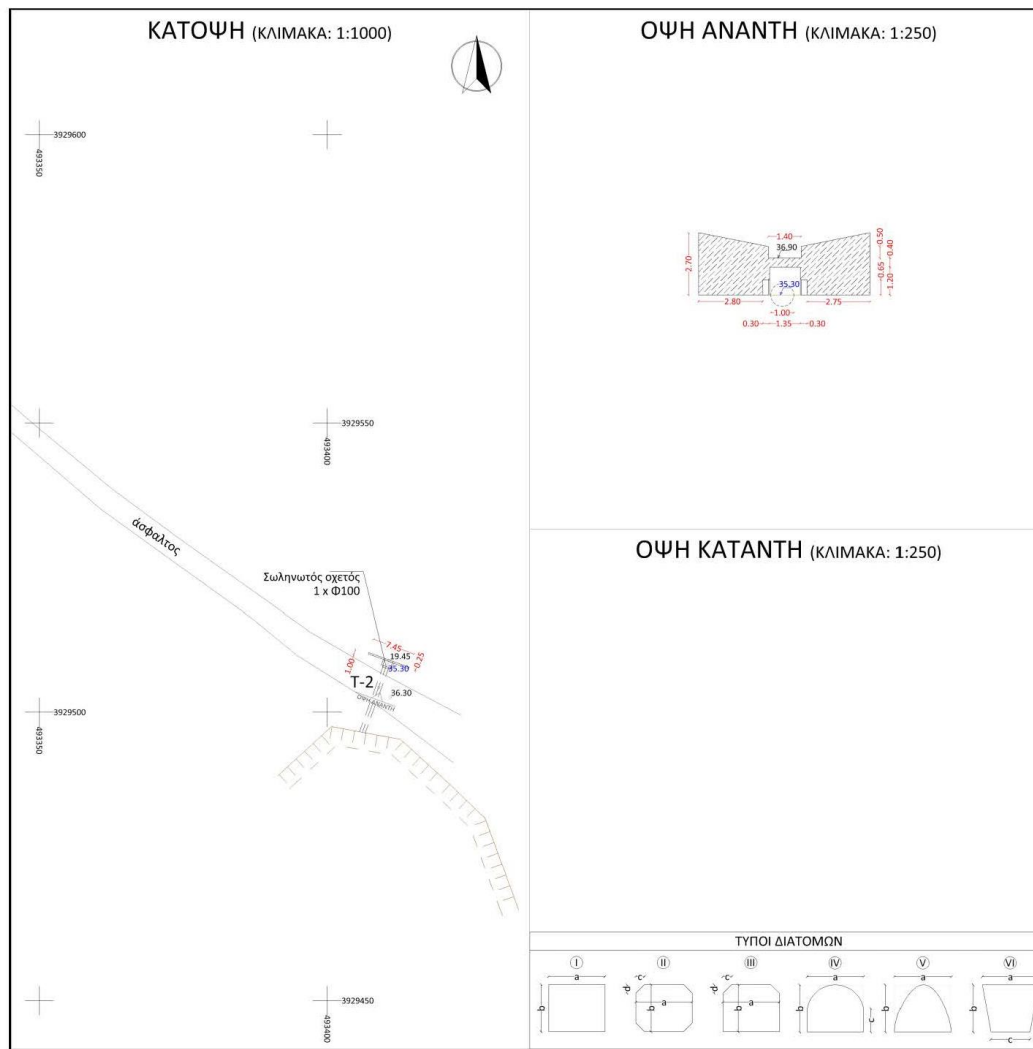 ΚΑΤΟΨΗ (ΚΛΙΜΑΚΑ: 1:1000)
3929600
493350
3929550
493400
άσφαλτος
Σωληνωτός οχετός
1 x Φ100
7.45
19.45
0.25
35.30
1.00
T-2
36.30
ΟΨΗ ΑΝΑΝΤΗ
3929500
493350
3929450
493400
ΟΨΗ ΑΝΑΝΤΗ (ΚΛΙΜΑΚΑ: 1:250)
1.40
36.90
2.70
0.50
0.40
0.65
1.20
35.30
2.80
2.75
1.00
0.30
1.35
0.30
ΟΨΗ ΚΑΤΑΝΤΗ (ΚΛΙΜΑΚΑ: 1:250)
ΤΥΠΟΙ ΔΙΑΤΟΜΩΝ
I II III IV V VI
a c c a a a
d d
b b a b a b c b b
c